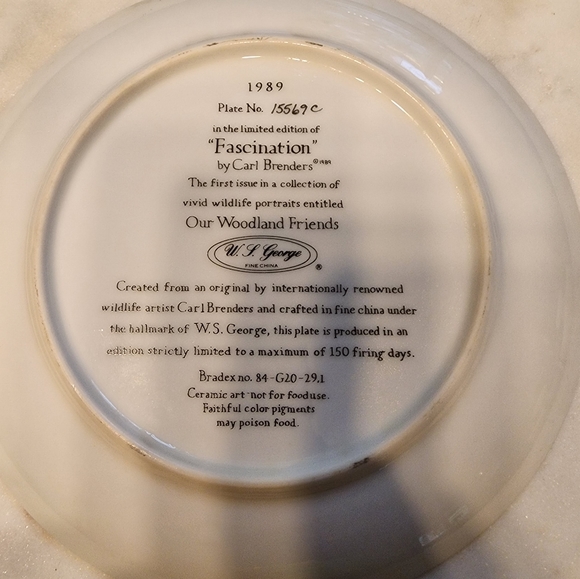 1989
Plate No. 15569C
in the limited edition of
"Fascination"
by Carl Brenders ©1989
The first issue in a collection of
vivid wildlife portraits entitled
Our Woodland Friends
W. S. George
FINE CHINA ®
Created from an original by internationally renowned
wildlife artist Carl Brenders and crafted in fine china under
the hallmark of W.S. George, this plate is produced in an
edition strictly limited to a maximum of 150 firing days.
Bradex no. 84-G20-29.1
Ceramic art not for food use.
Faithful color pigments
may poison food.